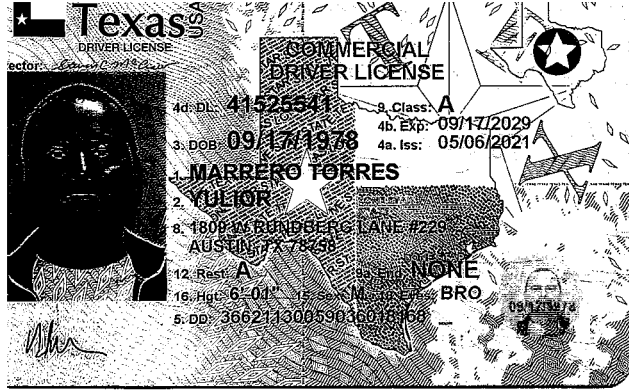 Texas USA
DRIVER LICENSE
COMMERCIAL
DRIVER LICENSE
4d. DL: 41525541 9. Class: A
3. DOB: 09/17/1978 4b. Exp: 09/17/2029
4a. Iss: 05/06/2021
1. MARRERO TORRES
2. YULIOR
8. 1809 W RUNDBERG LANE #229
AUSTIN, TX 78758
12. Rest: A 9a. End: NONE
16. Hgt: 6'-01" 15. Sex: M 18. Eyes: BRO
5. DD: 36621130059036018168